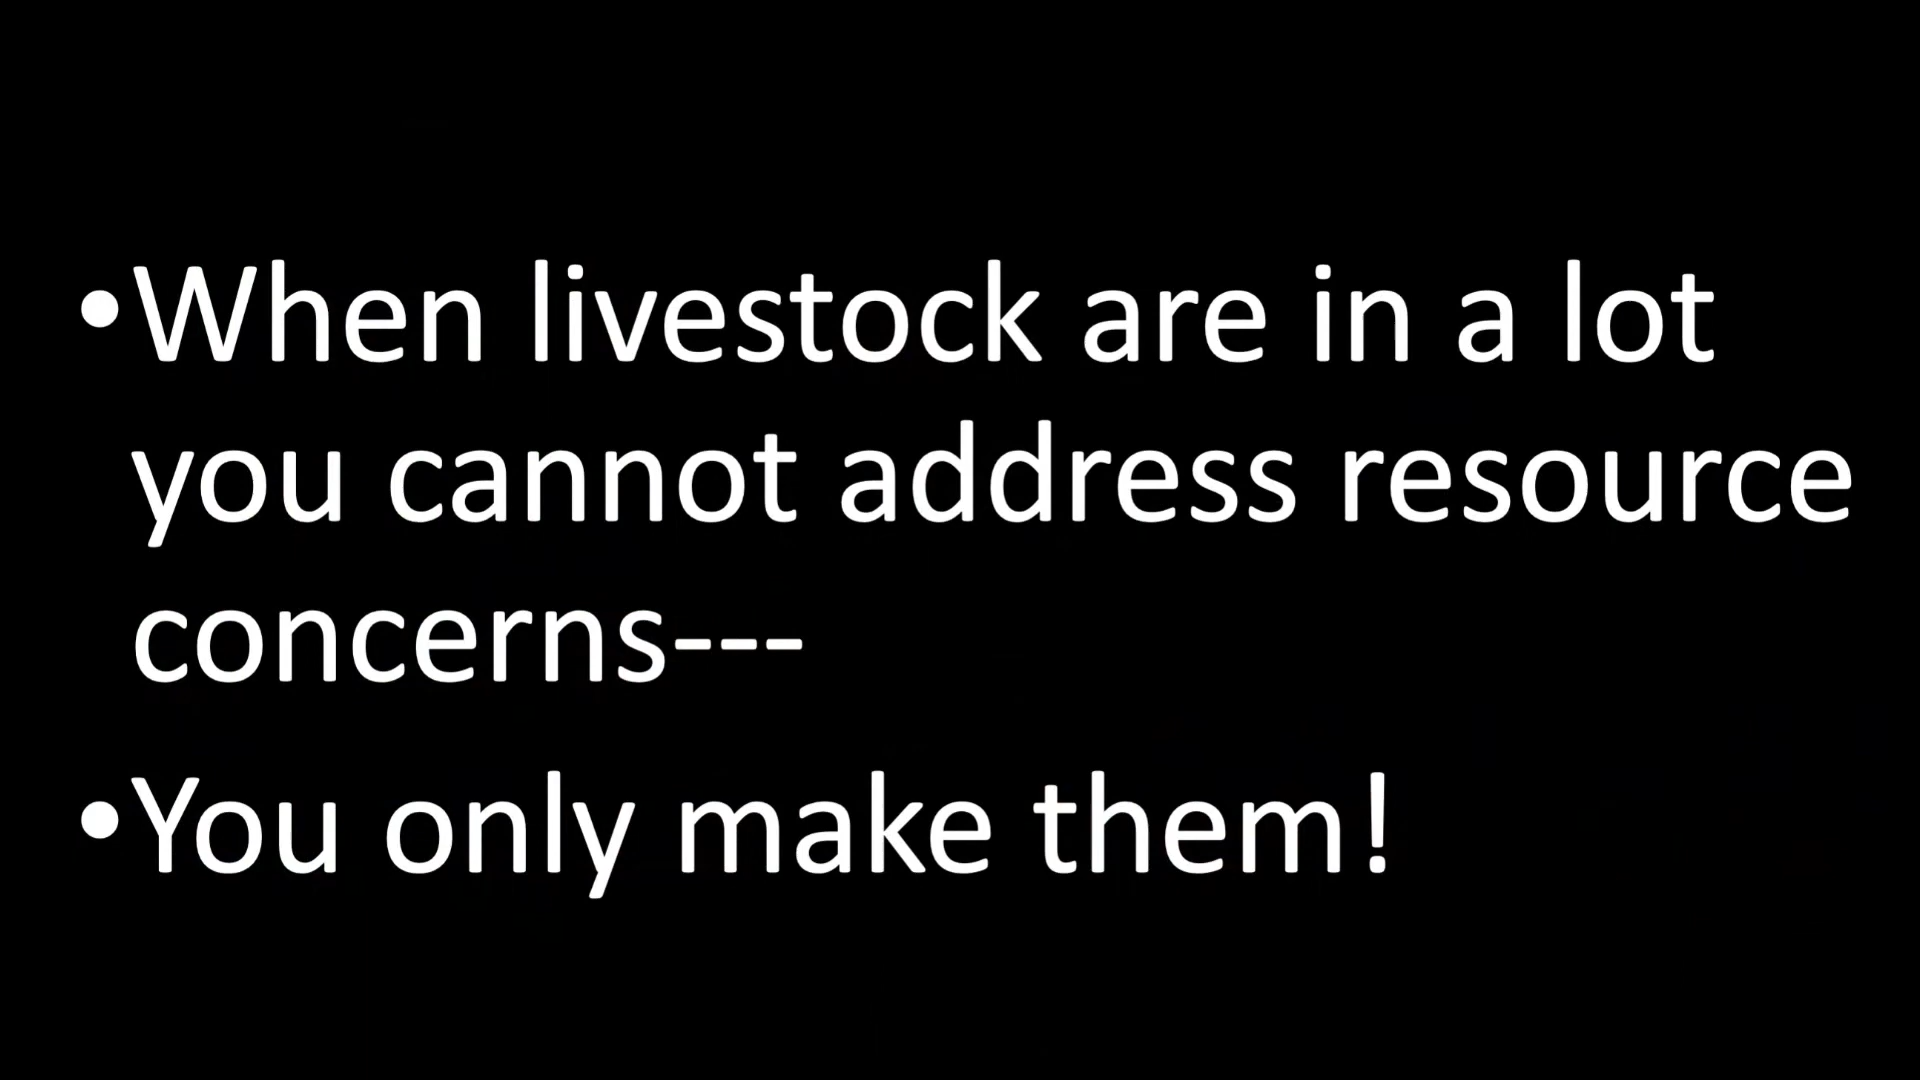 •When livestock are in a lot
you cannot address resource
concerns---
•You only make them!